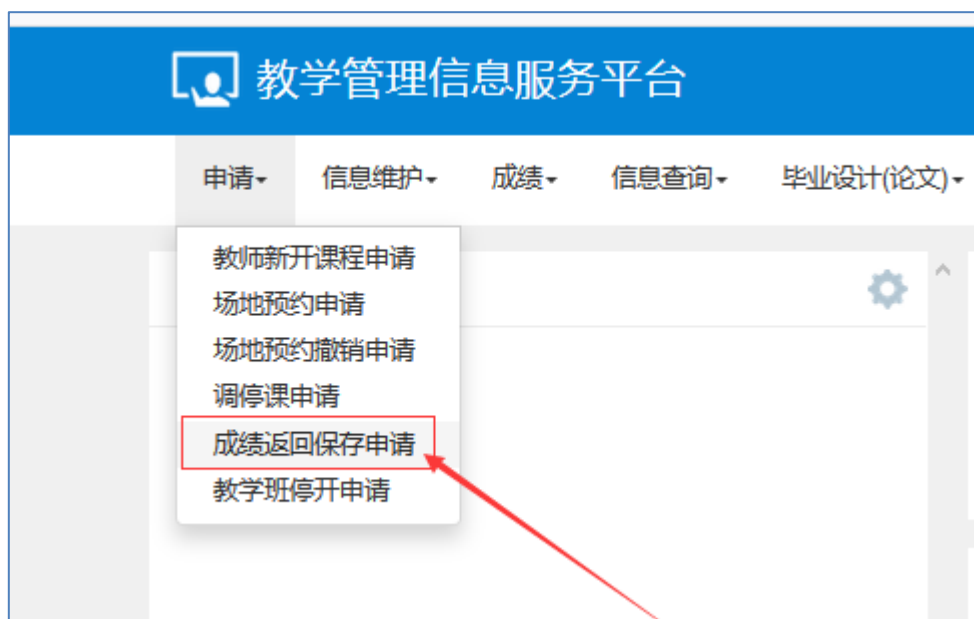 教学管理信息服务平台
申请 信息维护 成绩 信息查询 毕业设计(论文)
教师新开课程申请
场地预约申请
场地预约撤销申请
调停课申请
成绩返回保存申请
教学班停开申请